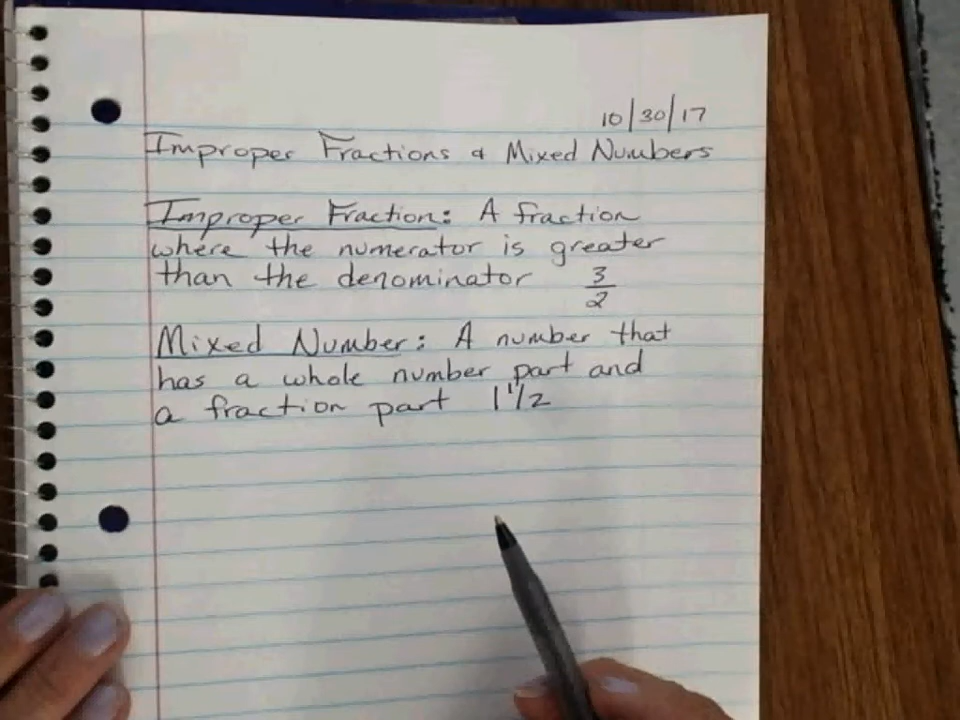 10/30/17
Improper Fractions & Mixed Numbers
Improper Fraction: A fraction
where the numerator is greater
than the denominator 3/2
Mixed Number: A number that
has a whole number part and
a fraction part 1 1/2